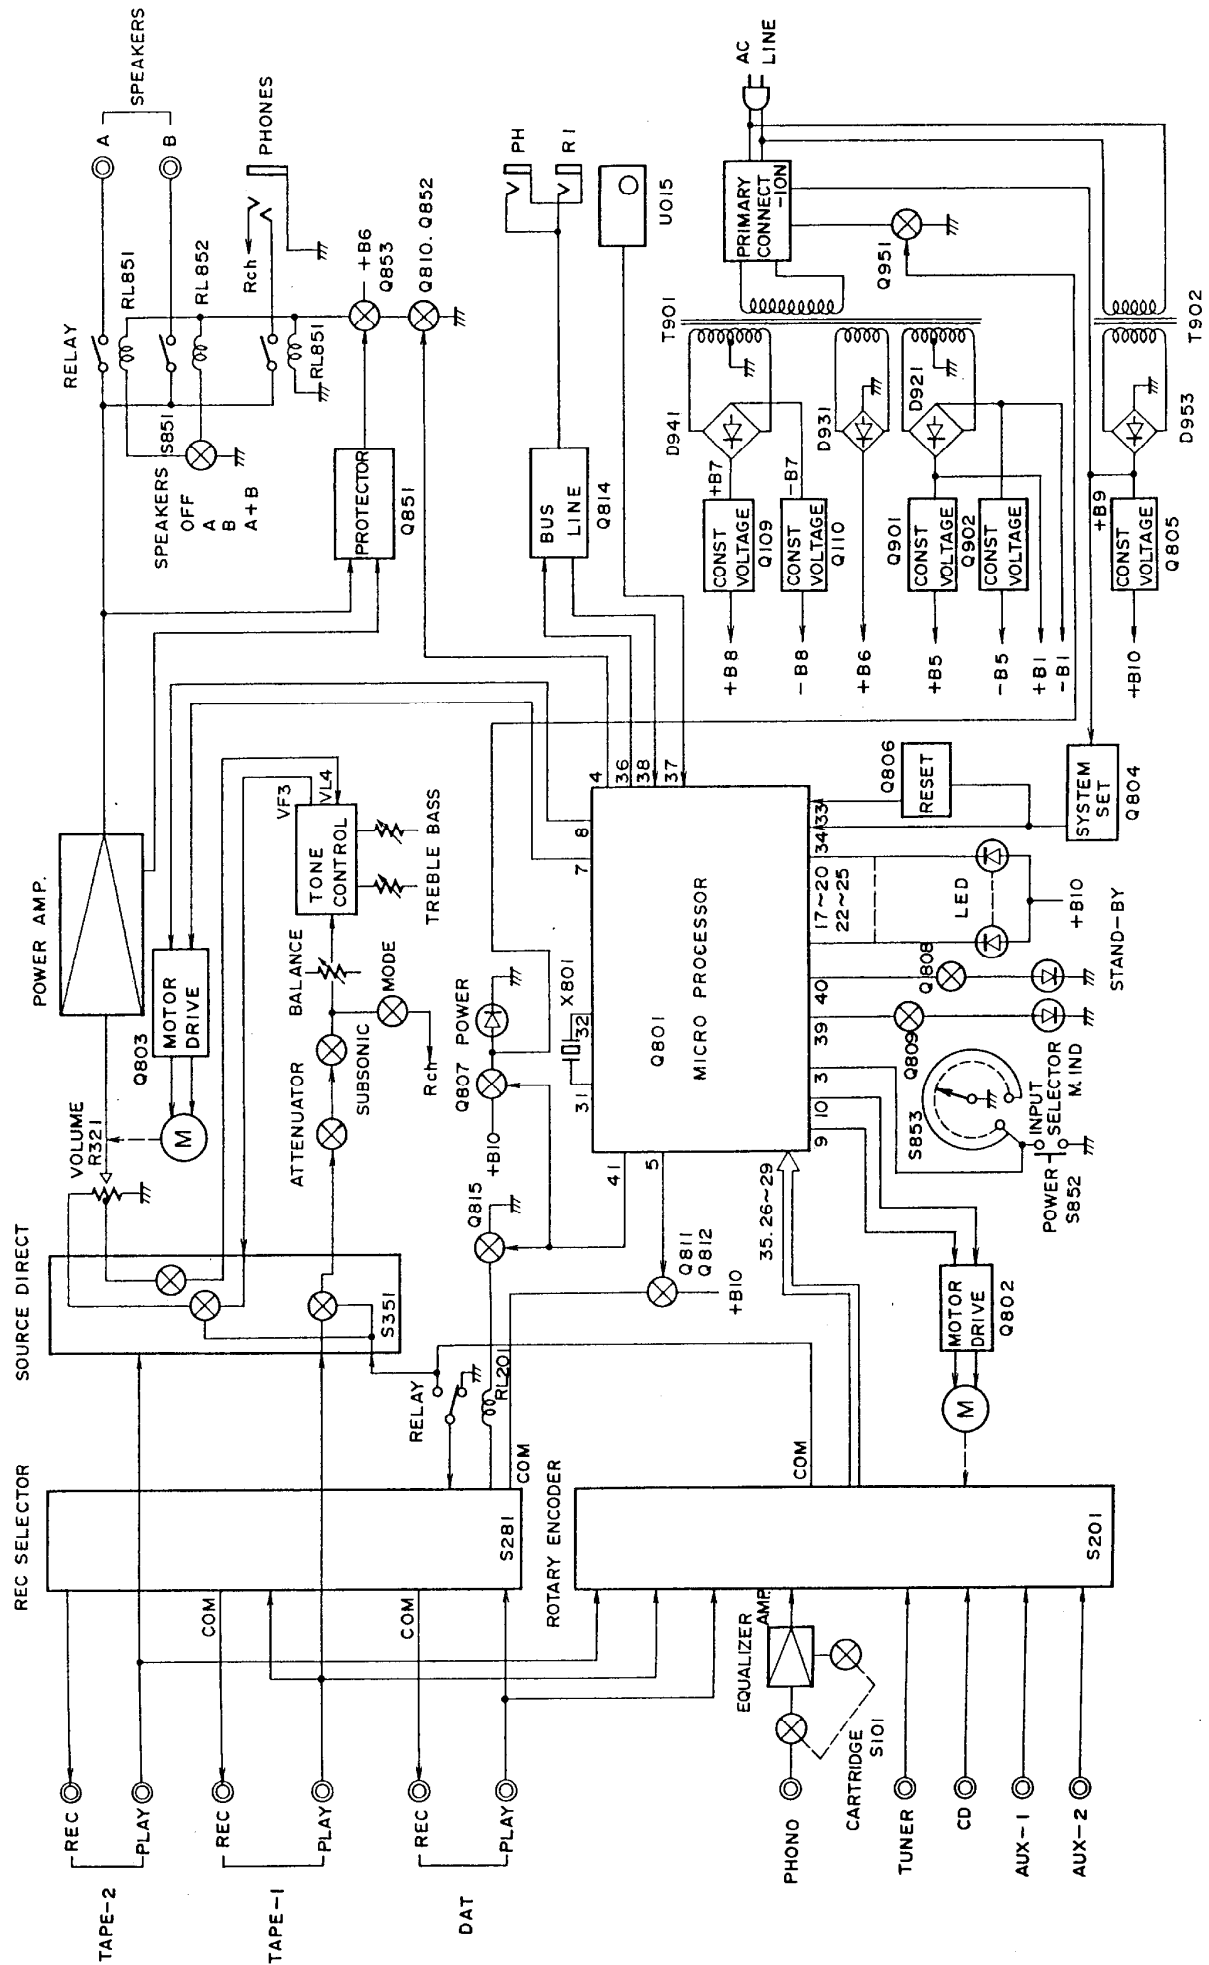 TAPE-2
REC
PLAY
TAPE-1
REC
PLAY
DAT
REC
PLAY
PHONO
CARTRIDGE
S101
TUNER
CD
AUX-1
AUX-2
EQUALIZER
AMP.
REC SELECTOR
COM
COM
S281
COM
ROTARY ENCODER
COM
S201
SOURCE DIRECT
S351
RELAY
RL201
VOLUME
R321
Q803
MOTOR
DRIVE
M
POWER AMP.
ATTENUATOR
SUBSONIC
BALANCE
MODE
Rch
TONE
CONTROL
VF3
VL4
TREBLE BASS
Q815
+B10
Q807
POWER
X801
31
32
41
5
7
8
4
36
38
37
Q801
MICRO PROCESSOR
Q811
Q812
+B10
35.26~29
9
10
3
39
40
17~20
22~25
34
33
M
MOTOR
DRIVE
Q802
S853
POWER
S852
INPUT
SELECTOR
M. IND
Q809
Q808
STAND-BY
LED
+B10
Q806
RESET
SYSTEM
SET
Q804
SPEAKERS
A
B
RELAY
RL851
RL852
S851
SPEAKERS
OFF
A
B
A+B
PHONES
Rch
RL851
+B6
Q853
Q810. Q852
PROTECTOR
Q851
BUS
LINE
Q814
PH
RI
U015
AC
LINE
PRIMARY
CONNECT
-ION
Q951
T901
T902
D941
D931
D921
D953
+B7
-B7
+B9
CONST
VOLTAGE
Q109
CONST
VOLTAGE
Q110
Q901
CONST
VOLTAGE
Q902
CONST
VOLTAGE
CONST
VOLTAGE
Q805
+B8
-B8
+B6
+B5
-B5
+B1
-B1
+B10